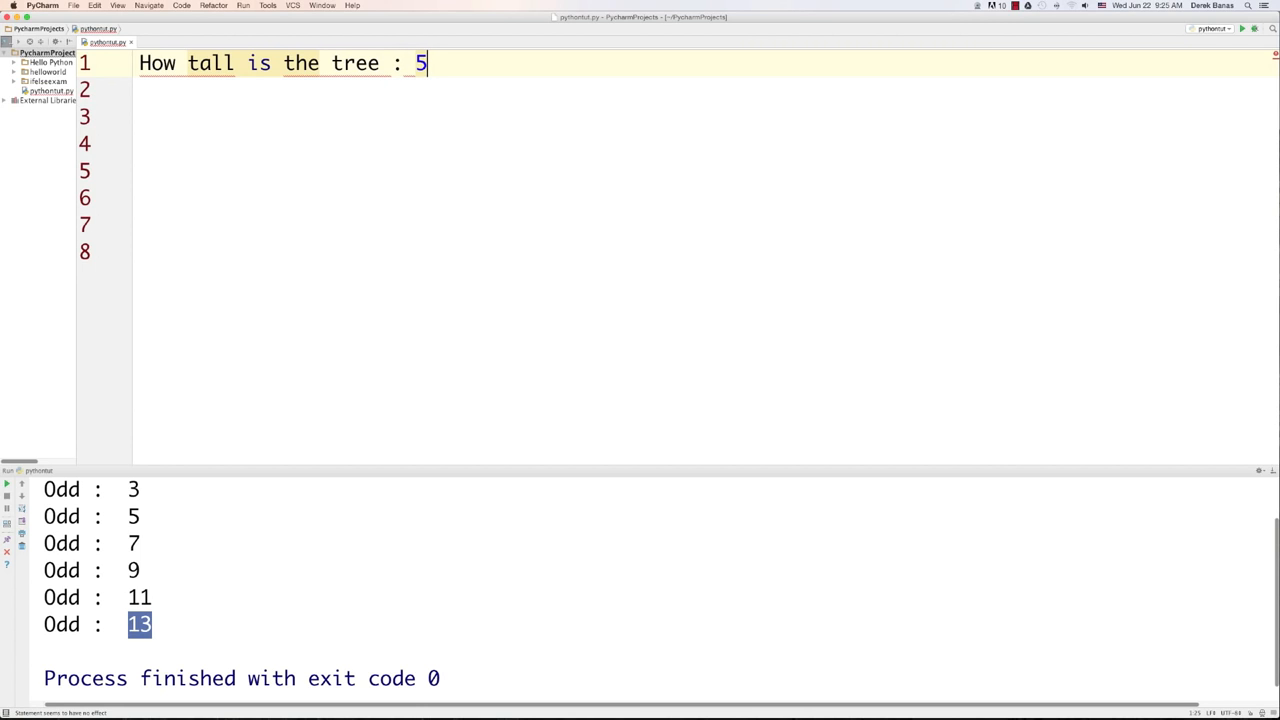 PyCharm File Edit View Navigate Code Refactor Run Tools VCS Window Help 10 Wed Jun 22 9:25 AM Derek Banas
pythontut.py - PycharmProjects - [~/PycharmProjects]
PycharmProjects pythontut.py pythontut
pythontut.py
PycharmProject
Hello Python
helloworld
ifelseexam
pythontut.py
External Librarie
1 How tall is the tree : 5
2
3
4
5
6
7
8
Run pythontut
Odd : 3
Odd : 5
Odd : 7
Odd : 9
Odd : 11
Odd : 13
Process finished with exit code 0
Statement seems to have no effect 1:25 LF UTF-8